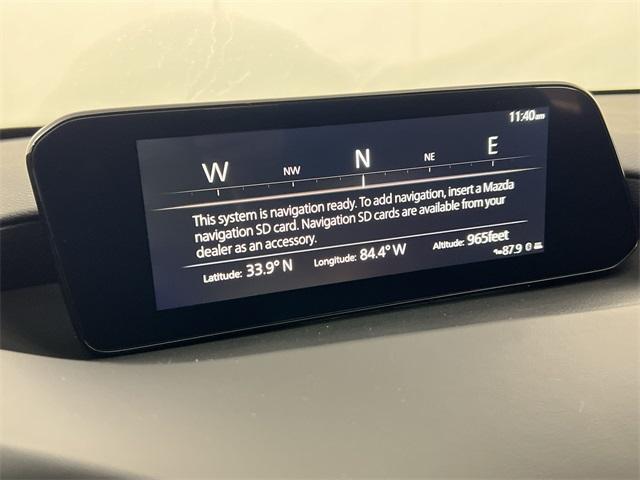 11:40am
W NW N NE E
This system is navigation ready. To add navigation, insert a Mazda
navigation SD card. Navigation SD cards are available from your
dealer as an accessory.
Latitude: 33.9° N Longitude: 84.4° W Altitude: 965feet
87.9